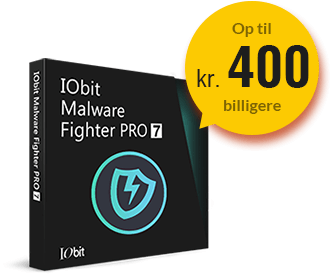 Op til
kr. 400
billigere
IObit
Malware
Fighter PRO 7
IObit Malware Fighter PRO 7
IObit